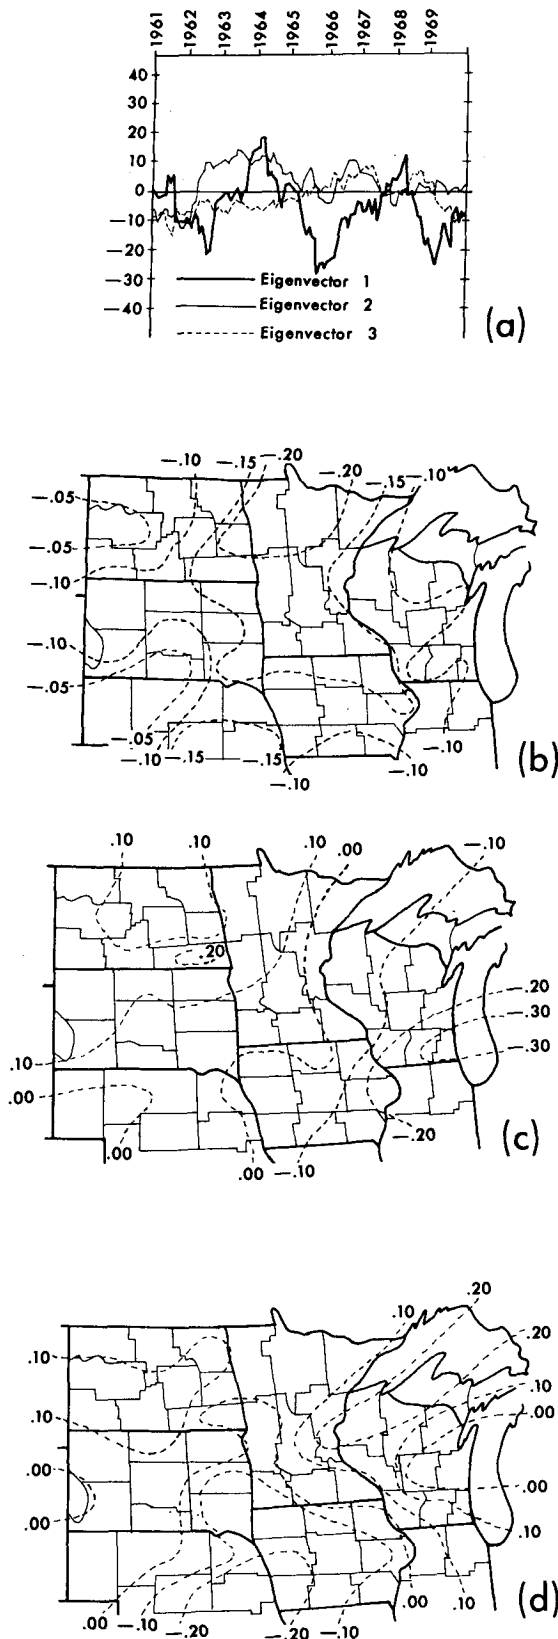 1961 1962 1963 1964 1965 1966 1967 1968 1969
40
30
20
10
0
—10
—20
—30
—40
Eigenvector 1
Eigenvector 2
Eigenvector 3
(a)
—.10 —.15 —.20 —.20 —.15 —.10
—.05
—.05
—.10
—.10
—.05
—.05
—.10 —.15 —.15
—.10
—.10
—.10
(b)
.10 .10 .10 .00 —.10
.20
—.20
—.30
.10
—.30
.00
—.20
.00 .00 —.10
(c)
.10 .20
.20
.10
.10
.10
.00
.00
.00
.00
.10
.00 —.10 —.20 —.20 —.10 .00 .10
(d)